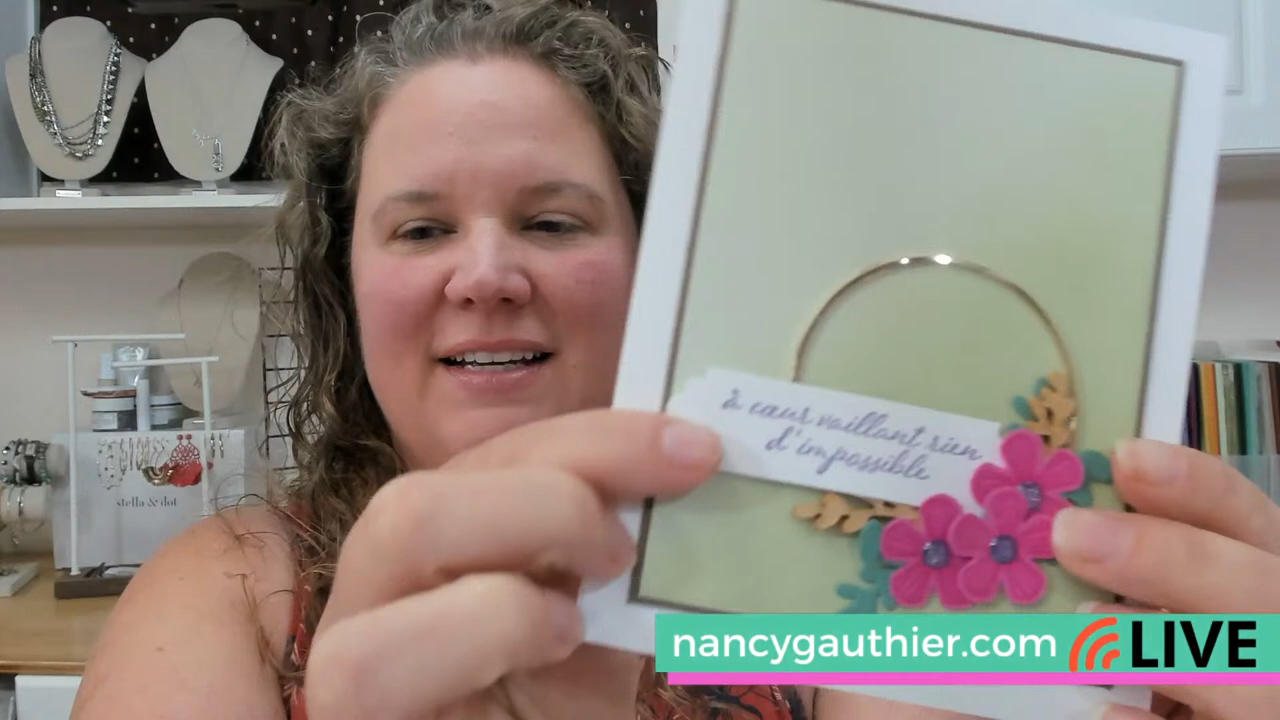 stella & dot
à cœur vaillant rien
d'impossible
nancygauthier.com LIVE